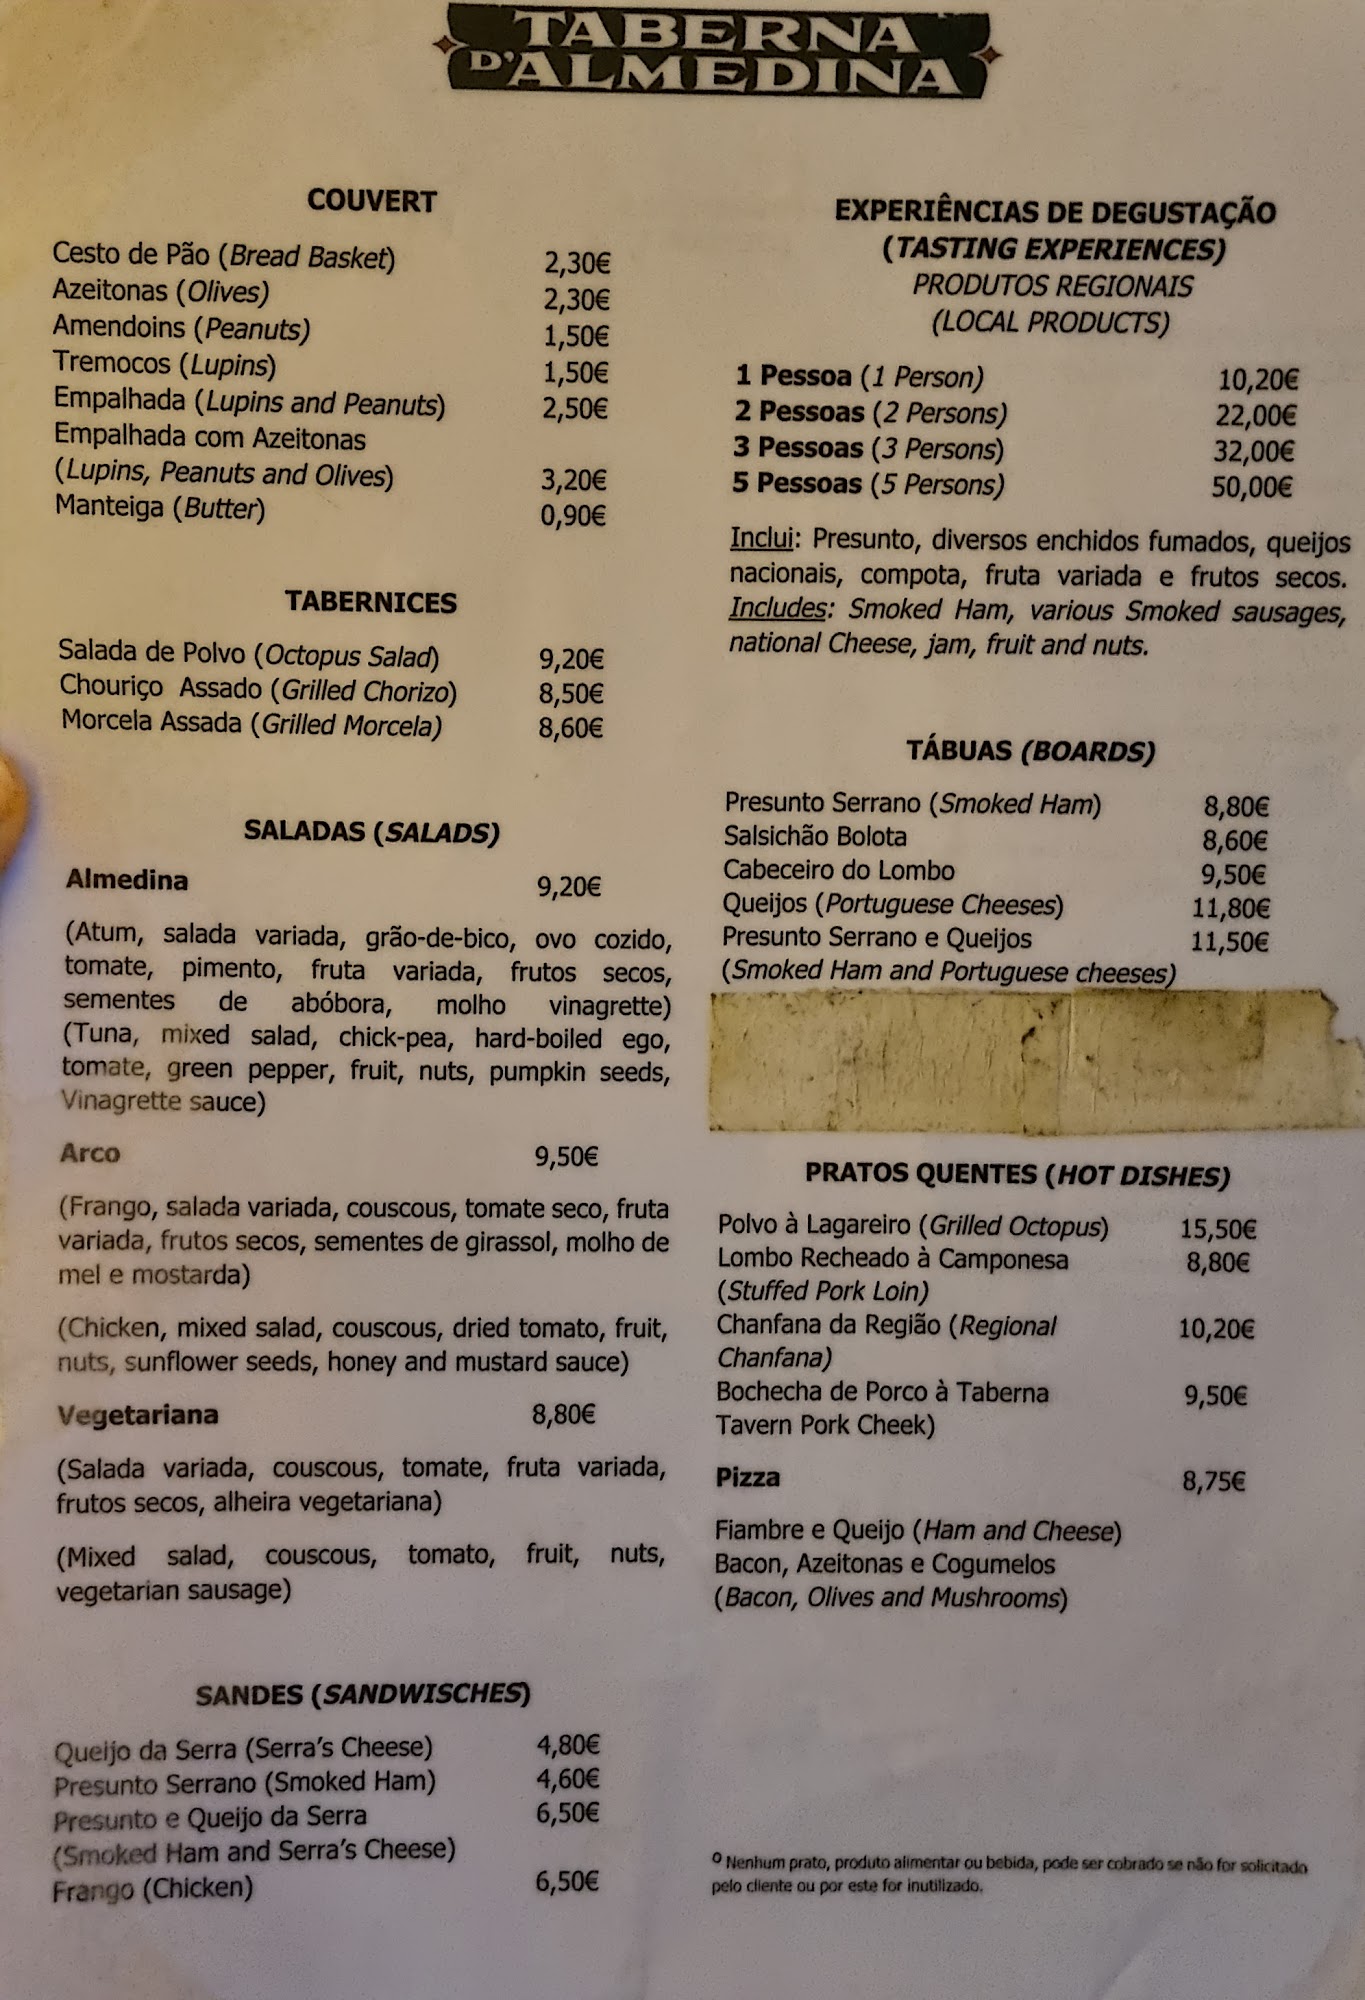 TABERNA
D'ALMEDINA
COUVERT
Cesto de Pão (Bread Basket) 2,30€
Azeitonas (Olives) 2,30€
Amendoins (Peanuts) 1,50€
Tremocos (Lupins) 1,50€
Empalhada (Lupins and Peanuts) 2,50€
Empalhada com Azeitonas
(Lupins, Peanuts and Olives) 3,20€
Manteiga (Butter) 0,90€
TABERNICES
Salada de Polvo (Octopus Salad) 9,20€
Chouriço Assado (Grilled Chorizo) 8,50€
Morcela Assada (Grilled Morcela) 8,60€
SALADAS (SALADS)
Almedina 9,20€
(Atum, salada variada, grão-de-bico, ovo cozido,
tomate, pimento, fruta variada, frutos secos,
sementes de abóbora, molho vinagrette)
(Tuna, mixed salad, chick-pea, hard-boiled ego,
tomate, green pepper, fruit, nuts, pumpkin seeds,
Vinagrette sauce)
Arco 9,50€
(Frango, salada variada, couscous, tomate seco, fruta
variada, frutos secos, sementes de girassol, molho de
mel e mostarda)
(Chicken, mixed salad, couscous, dried tomato, fruit,
nuts, sunflower seeds, honey and mustard sauce)
Vegetariana 8,80€
(Salada variada, couscous, tomate, fruta variada,
frutos secos, alheira vegetariana)
(Mixed salad, couscous, tomato, fruit, nuts,
vegetarian sausage)
SANDES (SANDWISCHES)
Queijo da Serra (Serra's Cheese) 4,80€
Presunto Serrano (Smoked Ham) 4,60€
Presunto e Queijo da Serra 6,50€
(Smoked Ham and Serra's Cheese)
Frango (Chicken) 6,50€
EXPERIÊNCIAS DE DEGUSTAÇÃO
(TASTING EXPERIENCES)
PRODUTOS REGIONAIS
(LOCAL PRODUCTS)
1 Pessoa (1 Person) 10,20€
2 Pessoas (2 Persons) 22,00€
3 Pessoas (3 Persons) 32,00€
5 Pessoas (5 Persons) 50,00€
Inclui: Presunto, diversos enchidos fumados, queijos
nacionais, compota, fruta variada e frutos secos.
Includes: Smoked Ham, various Smoked sausages,
national Cheese, jam, fruit and nuts.
TÁBUAS (BOARDS)
Presunto Serrano (Smoked Ham) 8,80€
Salsichão Bolota 8,60€
Cabeceiro do Lombo 9,50€
Queijos (Portuguese Cheeses) 11,80€
Presunto Serrano e Queijos 11,50€
(Smoked Ham and Portuguese cheeses)
PRATOS QUENTES (HOT DISHES)
Polvo à Lagareiro (Grilled Octopus) 15,50€
Lombo Recheado à Camponesa 8,80€
(Stuffed Pork Loin)
Chanfana da Região (Regional 10,20€
Chanfana)
Bochecha de Porco à Taberna 9,50€
Tavern Pork Cheek)
Pizza 8,75€
Fiambre e Queijo (Ham and Cheese)
Bacon, Azeitonas e Cogumelos
(Bacon, Olives and Mushrooms)
º Nenhum prato, produto alimentar ou bebida, pode ser cobrado se não for solicitado
pelo cliente ou por este for inutilizado.